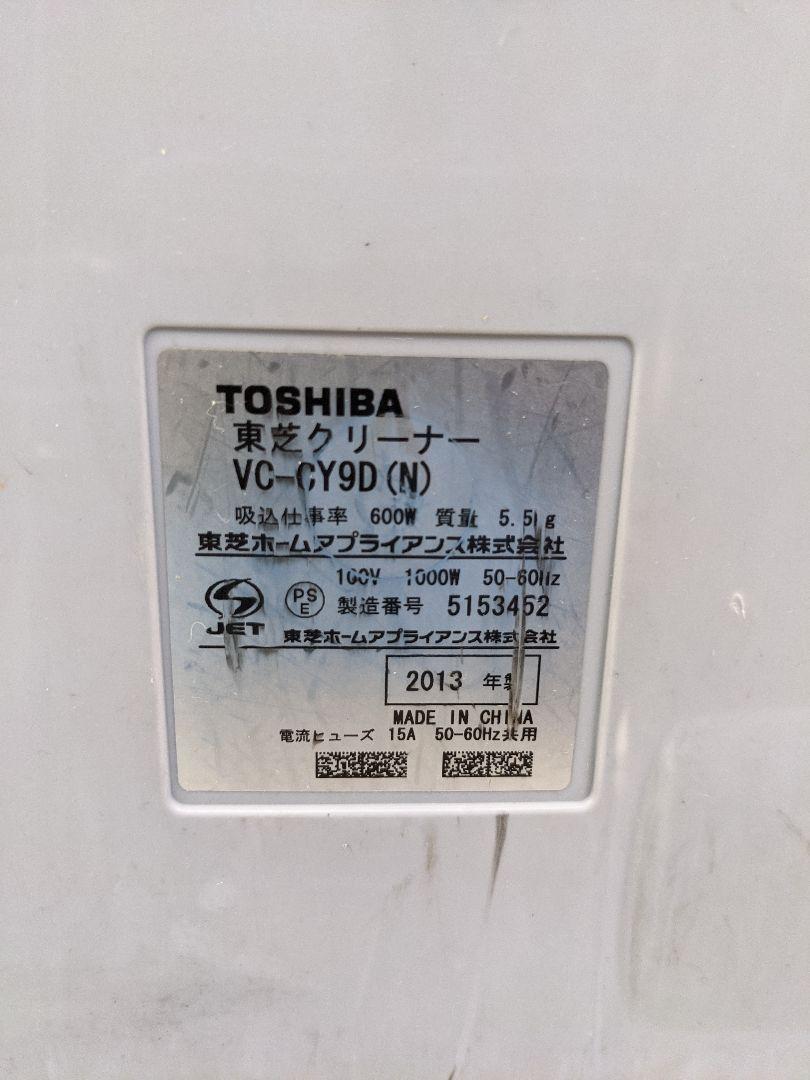 TOSHIBA
東芝クリーナー
VC-CY9D(N)
吸込仕事率 600W 質量 5.5kg
東芝ホームアプライアンス株式会社
100V 1000W 50-60Hz
PS
E
製造番号 5153452
JET 東芝ホームアプライアンス株式会社
2013 年製
MADE IN CHINA
電流ヒューズ 15A 50-60Hz共用